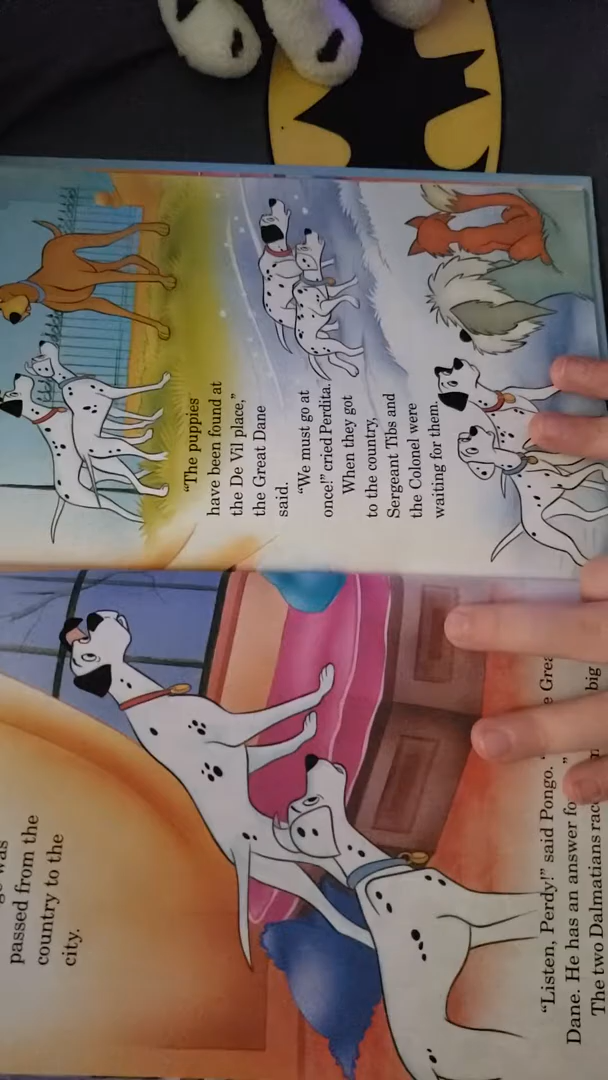 passed from the
country to the
city.
"Listen, Perdy!" said Pongo.
Dane. He has an answer
The two Dalmatians big
"The puppies
have been found at
the De Vil place,"
the Great Dane
said.
"We must go at
once!" cried Perdita.
When they got
to the country,
Sergeant Tibs and
the Colonel were
waiting for them.